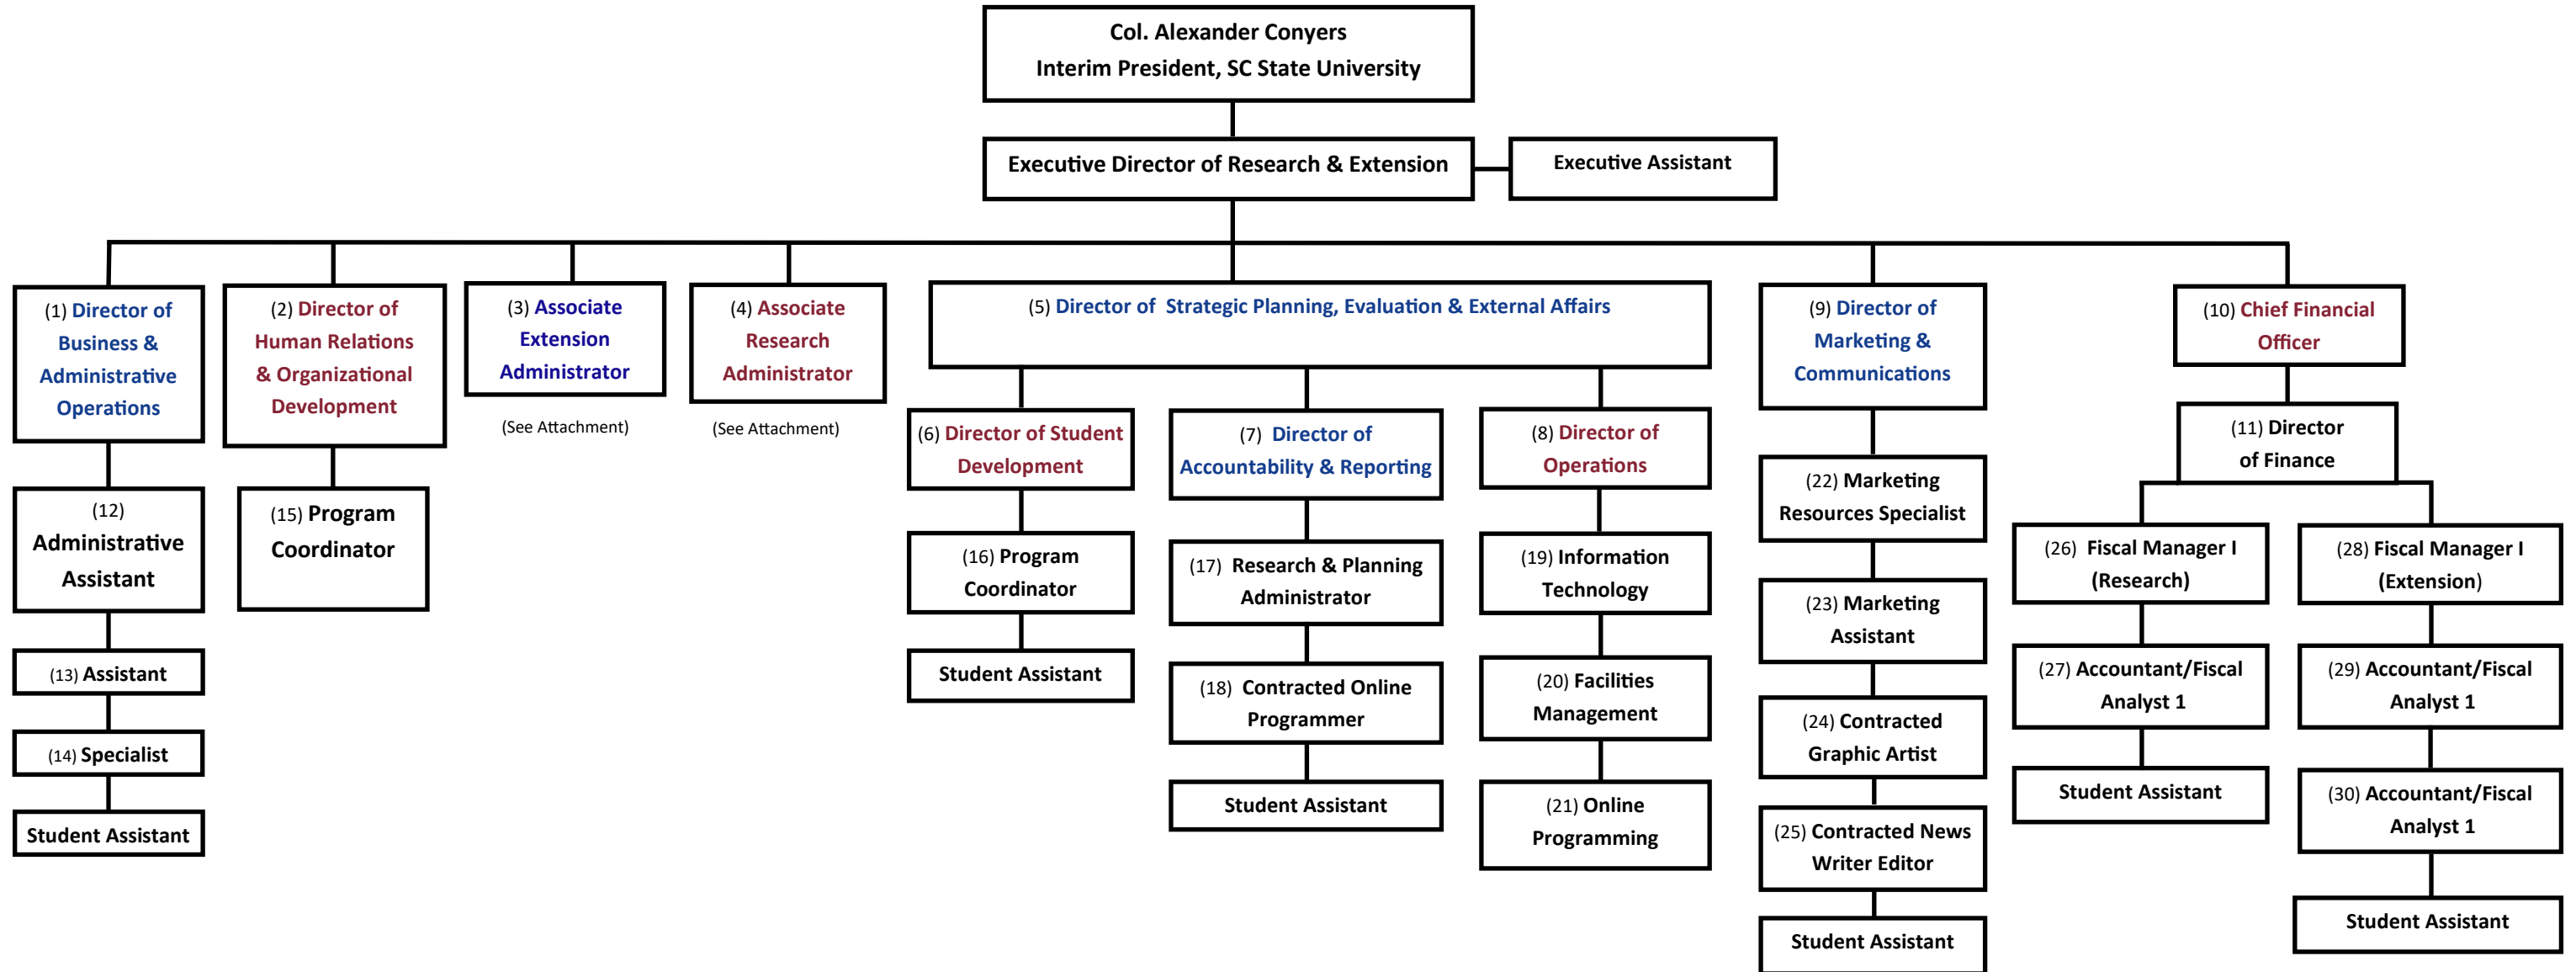 Col. Alexander Conyers
Interim President, SC State University
Executive Director of Research & Extension
Executive Assistant
(1) Director of
Business &
Administrative
Operations
(2) Director of
Human Relations
& Organizational
Development
(3) Associate
Extension
Administrator
(See Attachment)
(4) Associate
Research
Administrator
(See Attachment)
(5) Director of  Strategic Planning, Evaluation & External Affairs
(9) Director of
Marketing &
Communications
(10) Chief Financial
Officer
(6) Director of Student
Development
(7)  Director of
Accountability & Reporting
(8) Director of
Operations
(11) Director
of Finance
(12)
Administrative
Assistant
(13) Assistant
(14) Specialist
Student Assistant
(15) Program
Coordinator
(16) Program
Coordinator
Student Assistant
(17)  Research & Planning
Administrator
(18)  Contracted Online
Programmer
Student Assistant
(19) Information
Technology
(20) Facilities
Management
(21) Online
Programming
(22) Marketing
Resources Specialist
(23) Marketing
Assistant
(24) Contracted
Graphic Artist
(25) Contracted News
Writer Editor
Student Assistant
(26)  Fiscal Manager I
(Research)
(27) Accountant/Fiscal
Analyst 1
Student Assistant
(28) Fiscal Manager I
(Extension)
(29) Accountant/Fiscal
Analyst 1
(30) Accountant/Fiscal
Analyst 1
Student Assistant